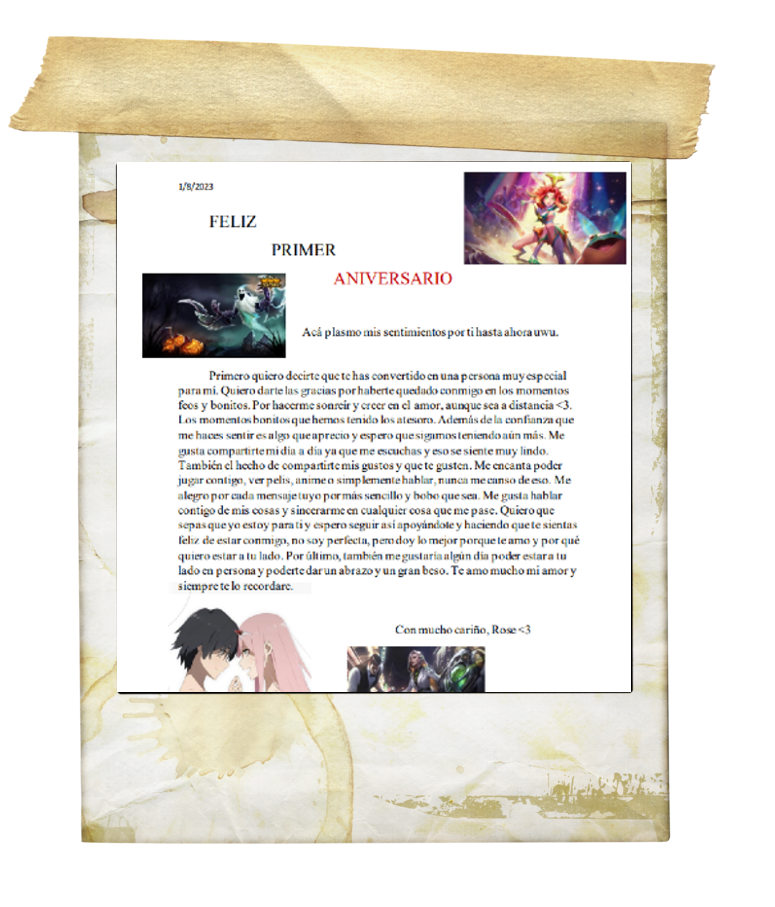 1/8/2023
FELIZ
PRIMER
ANIVERSARIO
Acá plasmo mis sentimientos por ti hasta ahora uwu.
Primero quiero decirte que te has convertido en una persona muy especial
para mí. Quiero darte las gracias por haberte quedado conmigo en los momentos
feos y bonitos. Por hacerme sonreír y creer en el amor, aunque sea a distancia <3.
Los momentos bonitos que hemos tenido los atesoro. Además de la confianza que
me haces sentir es algo que aprecio y espero que sigamos teniendo aún más. Me
gusta compartirte mi día a día ya que me escuchas y eso se siente muy lindo.
También el hecho de compartirte mis gustos y que te gusten. Me encanta poder
jugar contigo, ver pelis, anime o simplemente hablar, nunca me canso de eso. Me
alegro por cada mensaje tuyo por más sencillo y bobo que sea. Me gusta hablar
contigo de mis cosas y sincerarme en cualquier cosa que me pase. Quiero que
sepas que yo estoy para ti y espero seguir así apoyándote y haciendo que te sientas
feliz de estar conmigo, no soy perfecta, pero doy lo mejor porque te amo y por qué
quiero estar a tu lado. Por último, también me gustaría algún día poder estar a tu
lado en persona y poderte dar un abrazo y un gran beso. Te amo mucho mi amor y
siempre te lo recordare.
Con mucho cariño, Rose <3